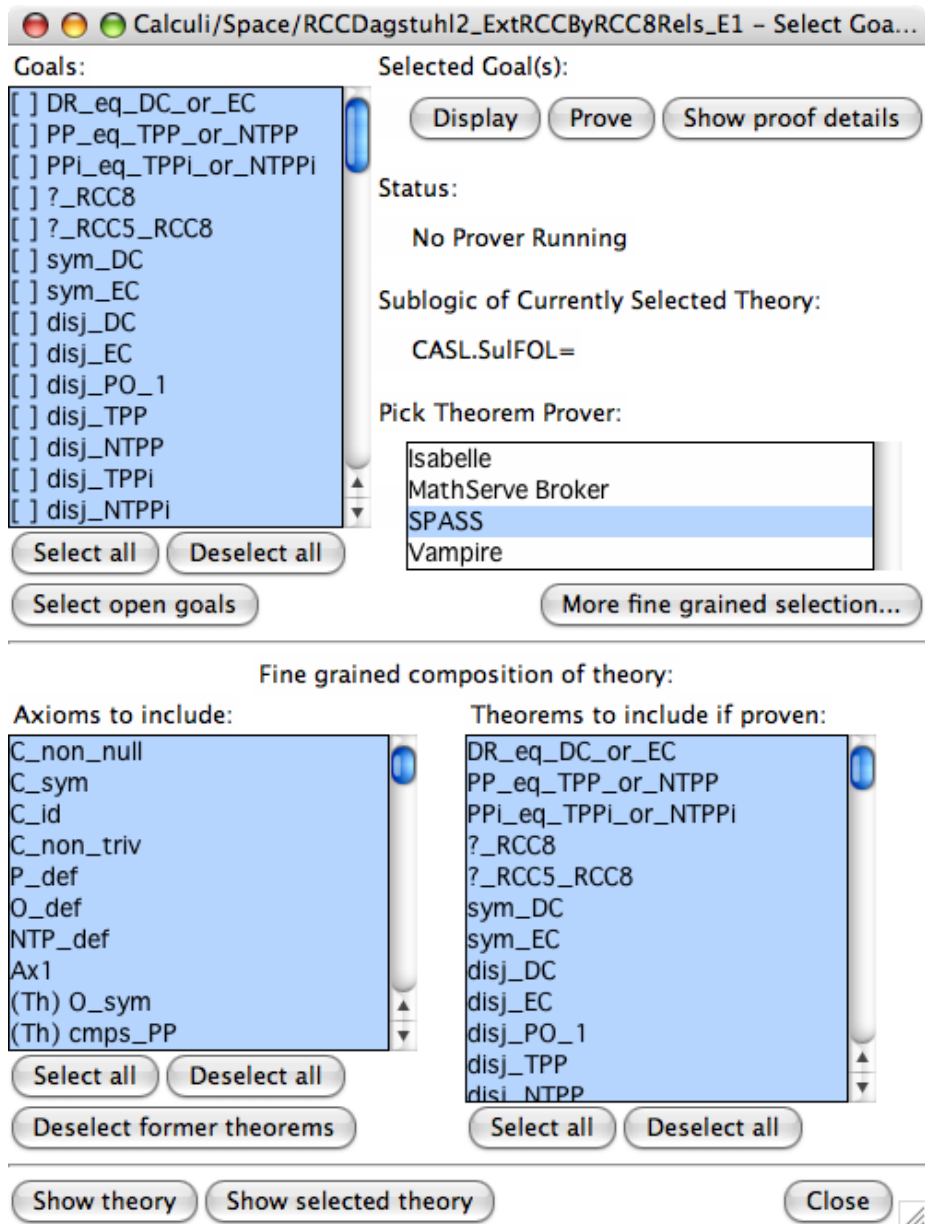 Calculi/Space/RCCDagstuhl2_ExtRCCByRCC8Rels_E1 – Select Goa...
Goals:
[ ] DR_eq_DC_or_EC
[ ] PP_eq_TPP_or_NTPP
[ ] PPi_eq_TPPi_or_NTPPi
[ ] ?_RCC8
[ ] ?_RCC5_RCC8
[ ] sym_DC
[ ] sym_EC
[ ] disj_DC
[ ] disj_EC
[ ] disj_PO_1
[ ] disj_TPP
[ ] disj_NTPP
[ ] disj_TPPi
[ ] disj_NTPPi
Select all
Deselect all
Select open goals
Selected Goal(s):
Display
Prove
Show proof details
Status:
No Prover Running
Sublogic of Currently Selected Theory:
CASL.SulFOL=
Pick Theorem Prover:
Isabelle
MathServe Broker
SPASS
Vampire
More fine grained selection...
Fine grained composition of theory:
Axioms to include:
C_non_null
C_sym
C_id
C_non_triv
P_def
O_def
NTP_def
Ax1
(Th) O_sym
(Th) cmps_PP
Select all
Deselect all
Deselect former theorems
Theorems to include if proven:
DR_eq_DC_or_EC
PP_eq_TPP_or_NTPP
PPi_eq_TPPi_or_NTPPi
?_RCC8
?_RCC5_RCC8
sym_DC
sym_EC
disj_DC
disj_EC
disj_PO_1
disj_TPP
disj_NTPP
Select all
Deselect all
Show theory
Show selected theory
Close